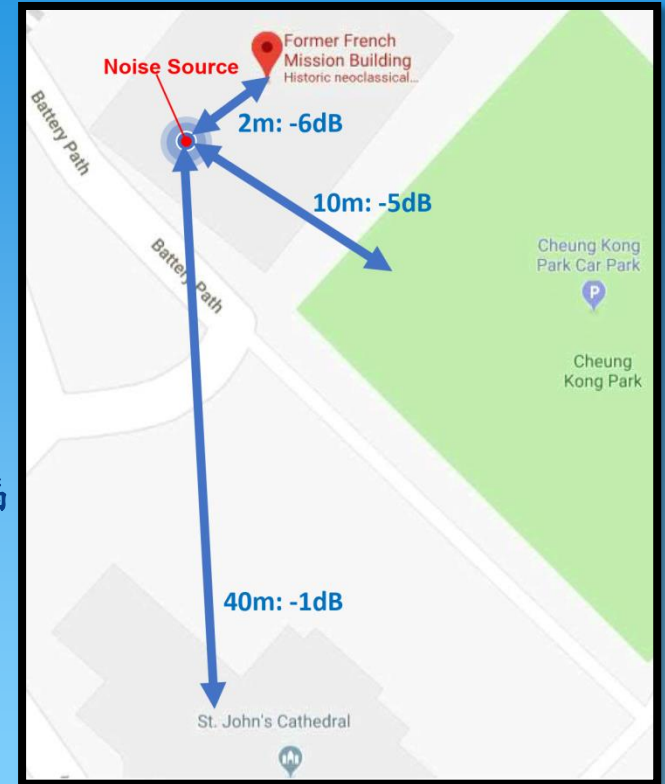 Former French
Mission Building
Historic neoclassical...
Noise Source
Battery Path
2m: -6dB
10m: -5dB
Battery Path
Cheung Kong
Park Car Park
P
Cheung
Kong Park
40m: -1dB
St. John's Cathedral